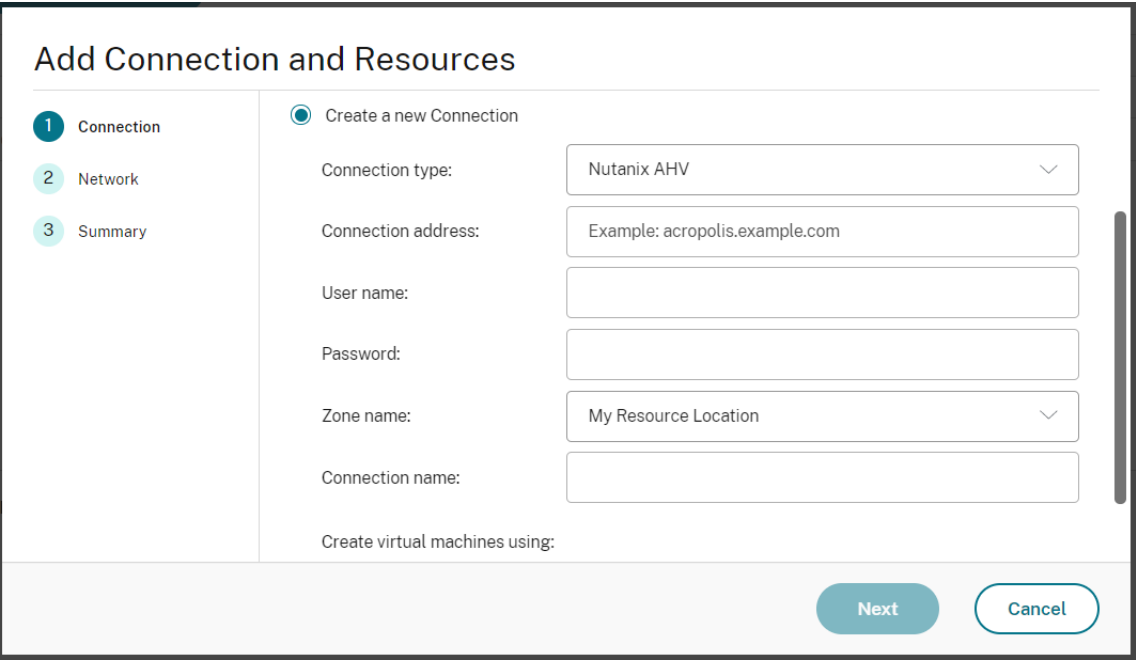 Add Connection and Resources
1 Connection
2 Network
3 Summary
Create a new Connection
Connection type: Nutanix AHV
Connection address: Example: acropolis.example.com
User name:
Password:
Zone name: My Resource Location
Connection name:
Create virtual machines using:
Next Cancel